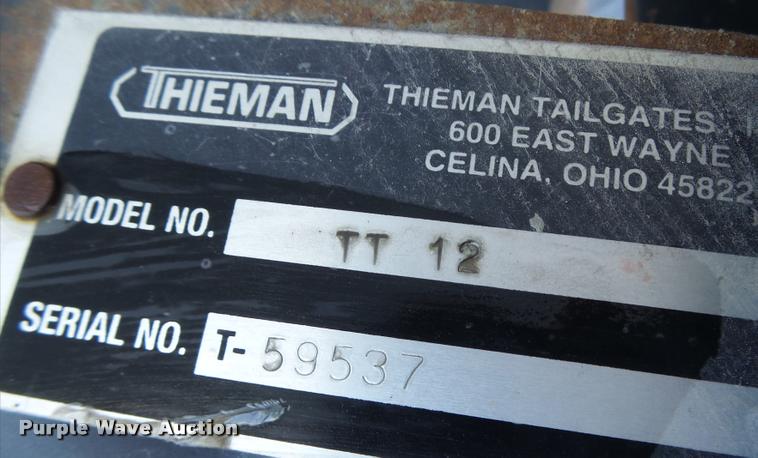 THIEMAN
THIEMAN TAILGATES
600 EAST WAYNE
CELINA, OHIO 45822
MODEL NO. TT 12
SERIAL NO. T-59537
Purple Wave Auction